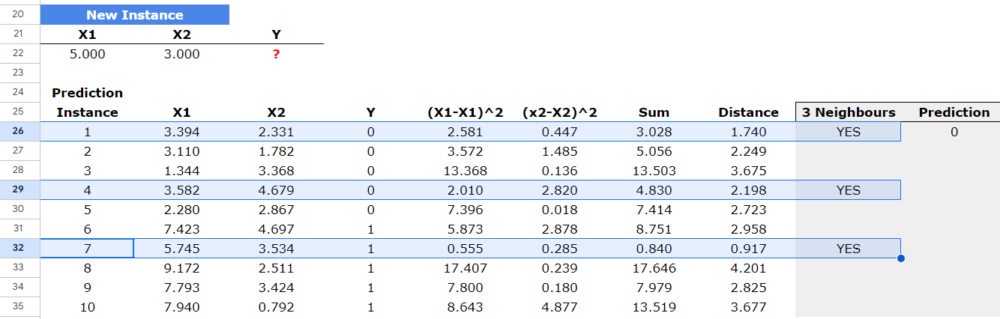 20 New Instance
21 X1 X2 Y
22 5.000 3.000 ?
23
24 Prediction
25 Instance X1 X2 Y (X1-X1)^2 (x2-X2)^2 Sum Distance 3 Neighbours Prediction
26 1 3.394 2.331 0 2.581 0.447 3.028 1.740 YES 0
27 2 3.110 1.782 0 3.572 1.485 5.056 2.249
28 3 1.344 3.368 0 13.368 0.136 13.503 3.675
29 4 3.582 4.679 0 2.010 2.820 4.830 2.198 YES
30 5 2.280 2.867 0 7.396 0.018 7.414 2.723
31 6 7.423 4.697 1 5.873 2.878 8.751 2.958
32 7 5.745 3.534 1 0.555 0.285 0.840 0.917 YES
33 8 9.172 2.511 1 17.407 0.239 17.646 4.201
34 9 7.793 3.424 1 7.800 0.180 7.979 2.825
35 10 7.940 0.792 1 8.643 4.877 13.519 3.677